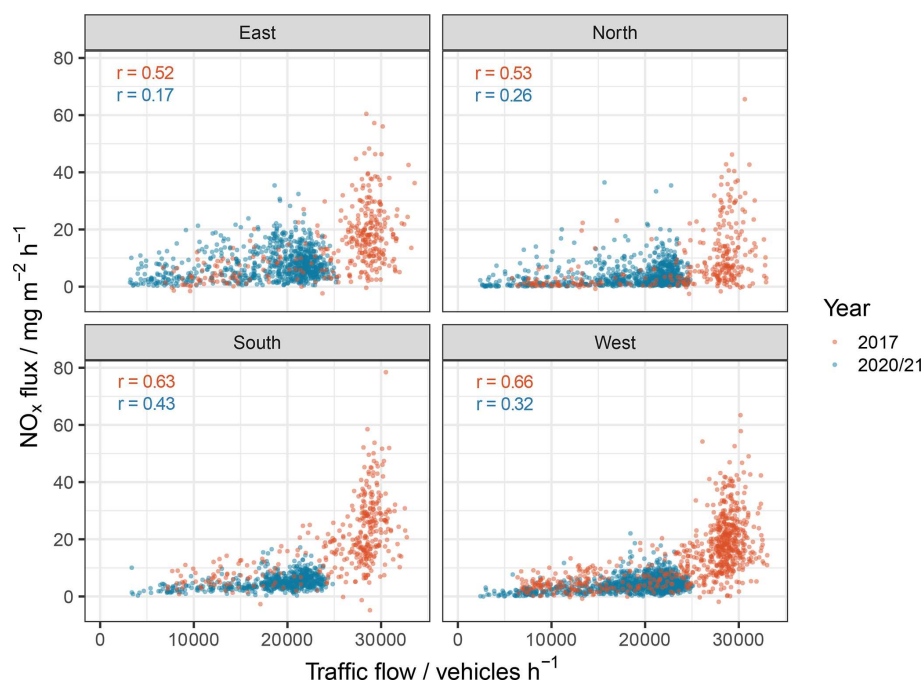 East
North
80
60
40
20
0
r = 0.52
r = 0.17
r = 0.53
r = 0.26
South
West
80
60
40
20
0
r = 0.63
r = 0.43
r = 0.66
r = 0.32
0
10000
20000
30000
0
10000
20000
30000
Traffic flow / vehicles h⁻¹
NOₓ flux / mg m⁻² h⁻¹
Year
2017
2020/21